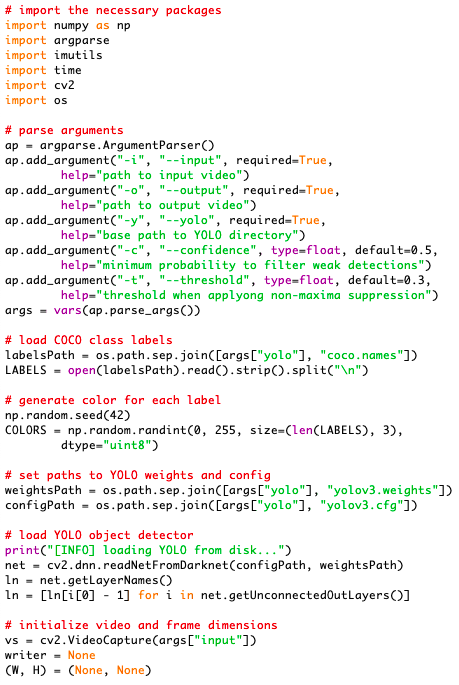 # import the necessary packages
import numpy as np
import argparse
import imutils
import time
import cv2
import os

# parse arguments
ap = argparse.ArgumentParser()
ap.add_argument("-i", "--input", required=True,
        help="path to input video")
ap.add_argument("-o", "--output", required=True,
        help="path to output video")
ap.add_argument("-y", "--yolo", required=True,
        help="base path to YOLO directory")
ap.add_argument("-c", "--confidence", type=float, default=0.5,
        help="minimum probability to filter weak detections")
ap.add_argument("-t", "--threshold", type=float, default=0.3,
        help="threshold when applyong non-maxima suppression")
args = vars(ap.parse_args())

# load COCO class labels
labelsPath = os.path.sep.join([args["yolo"], "coco.names"])
LABELS = open(labelsPath).read().strip().split("\n")

# generate color for each label
np.random.seed(42)
COLORS = np.random.randint(0, 255, size=(len(LABELS), 3),
        dtype="uint8")

# set paths to YOLO weights and config
weightsPath = os.path.sep.join([args["yolo"], "yolov3.weights"])
configPath = os.path.sep.join([args["yolo"], "yolov3.cfg"])

# load YOLO object detector
print("[INFO] loading YOLO from disk...")
net = cv2.dnn.readNetFromDarknet(configPath, weightsPath)
ln = net.getLayerNames()
ln = [ln[i[0] - 1] for i in net.getUnconnectedOutLayers()]

# initialize video and frame dimensions
vs = cv2.VideoCapture(args["input"])
writer = None
(W, H) = (None, None)